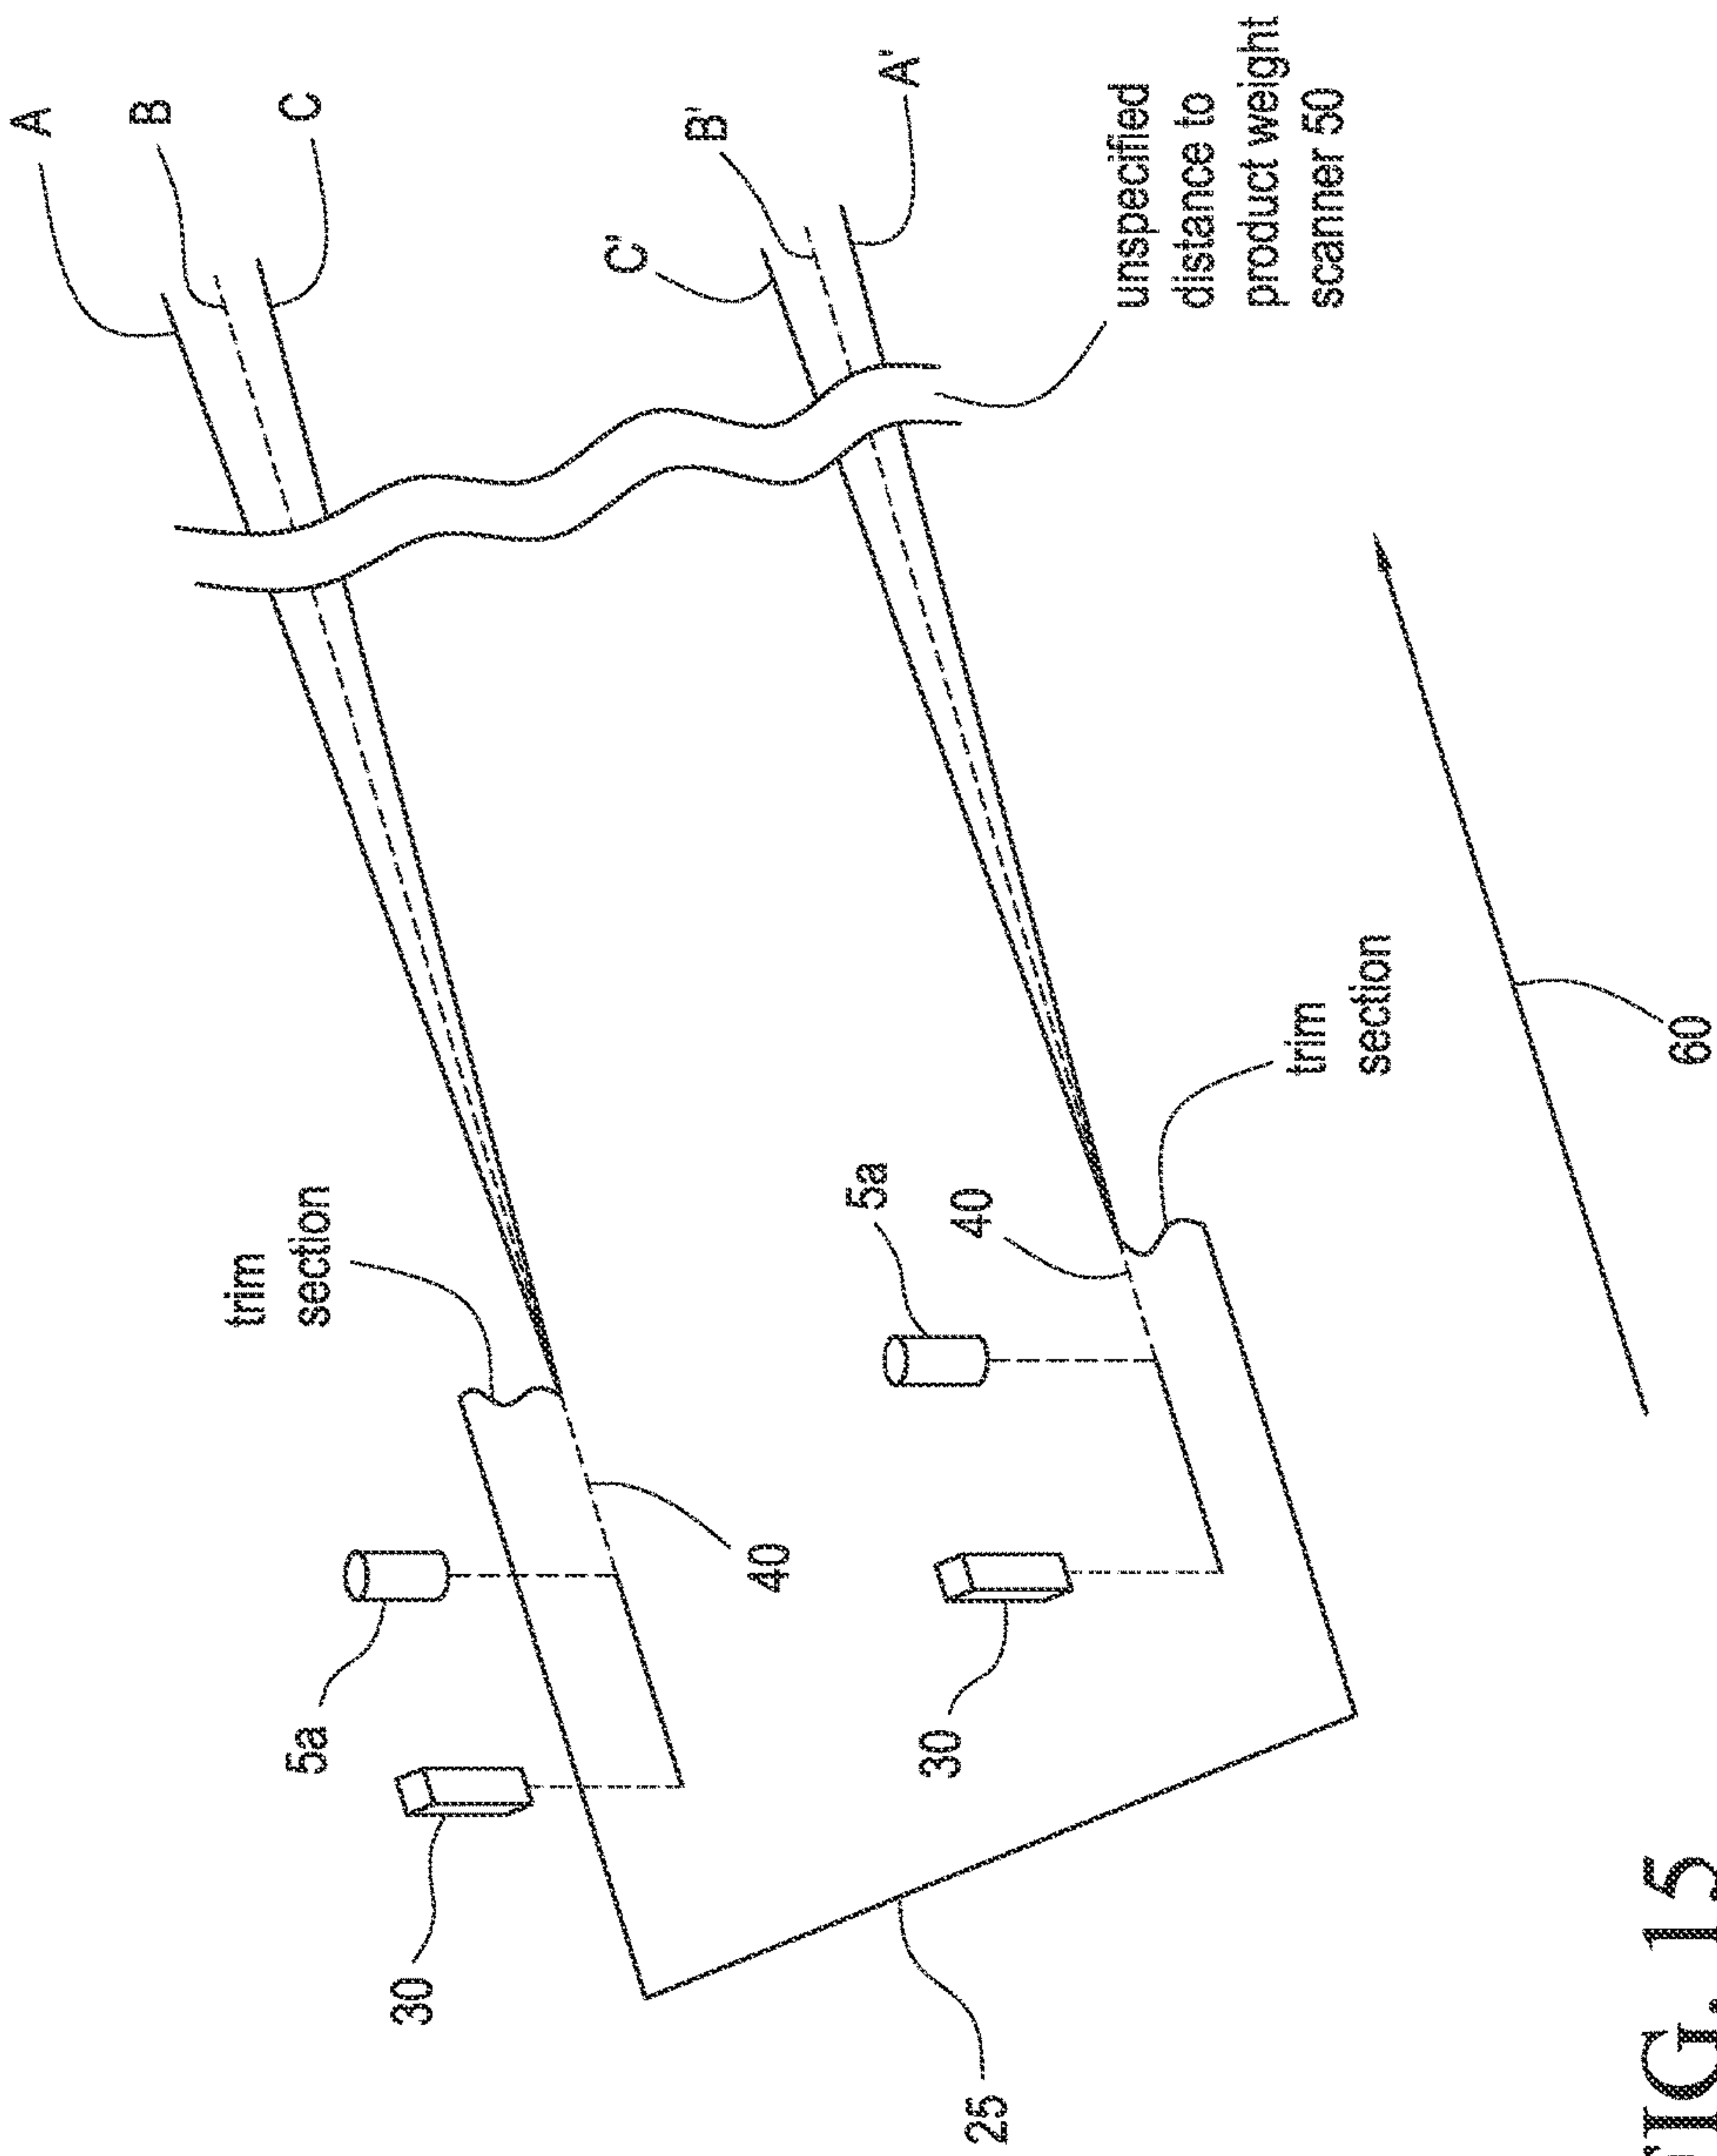 A
B
C
C'
B'
A'
unspecified
distance to
product weight
scanner 50
trim
section
trim
section
5a
5a
40
40
30
30
25
60
FIG. 15